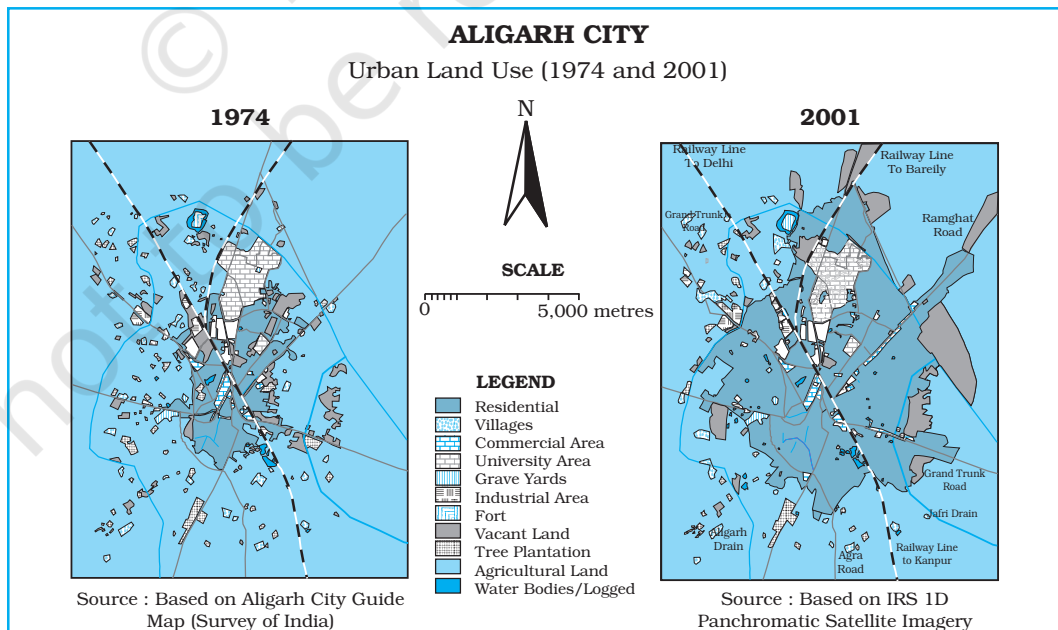 ALIGARH CITY
Urban Land Use (1974 and 2001)
1974
N
2001
SCALE
0
5,000 metres
LEGEND
Residential
Villages
Commercial Area
University Area
Grave Yards
Industrial Area
Fort
Vacant Land
Tree Plantation
Agricultural Land
Water Bodies/Logged
Railway Line
To Delhi
Railway Line
To Bareily
Grand Trunk
Road
Ramghat
Road
Grand Trunk
Road
Jafri Drain
Aligarh
Drain
Agra
Road
Railway Line
to Kanpur
Source : Based on Aligarh City Guide
Map (Survey of India)
Source : Based on IRS 1D
Panchromatic Satellite Imagery
©
not to be r